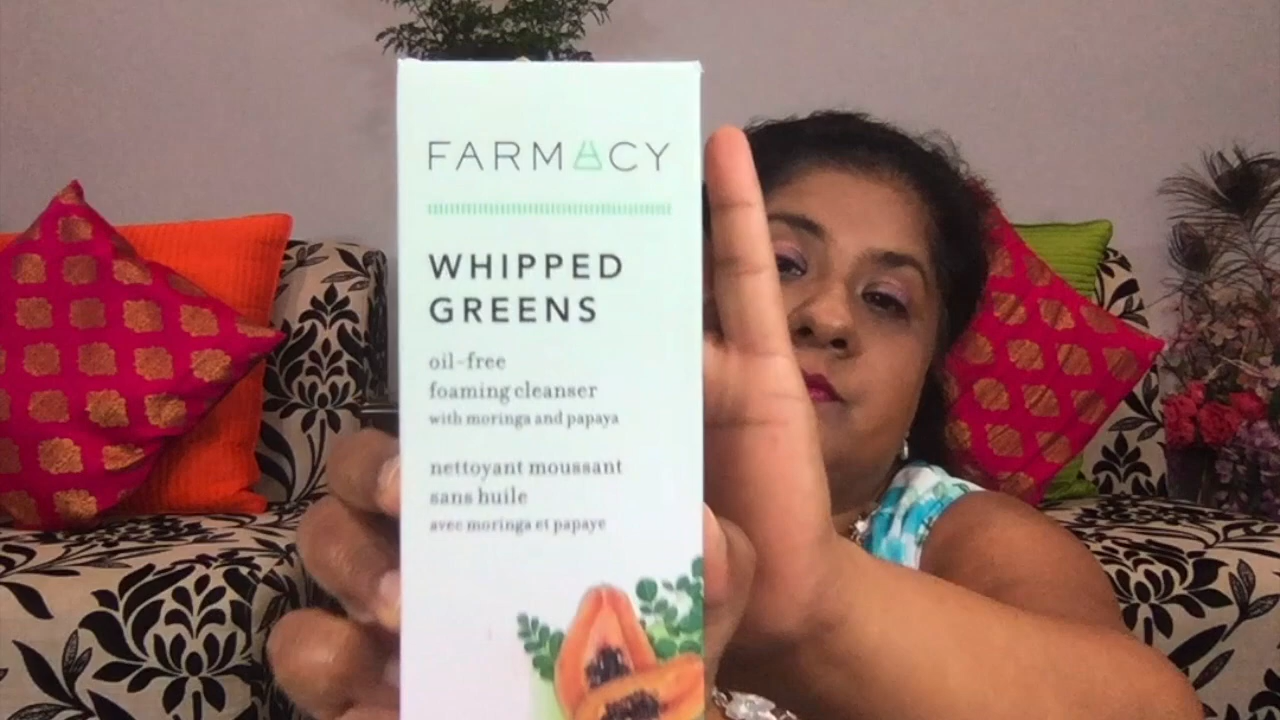 FARMACY
WHIPPED
GREENS
oil-free
foaming cleanser
with moringa and papaya
nettoyant moussant
sans huile
avec moringa et papaye